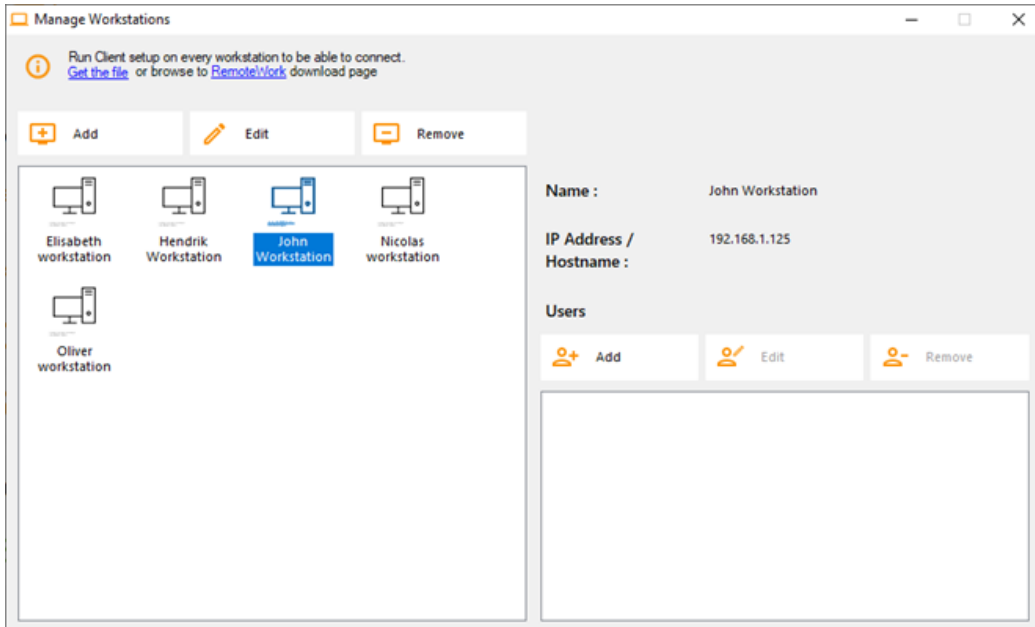 Manage Workstations
Run Client setup on every workstation to be able to connect.
Get the file or browse to RemoteWork download page
Add
Edit
Remove
Elisabeth
workstation
Hendrik
Workstation
John
Workstation
Nicolas
workstation
Oliver
workstation
Name :
John Workstation
IP Address /
Hostname :
192.168.1.125
Users
Add
Edit
Remove